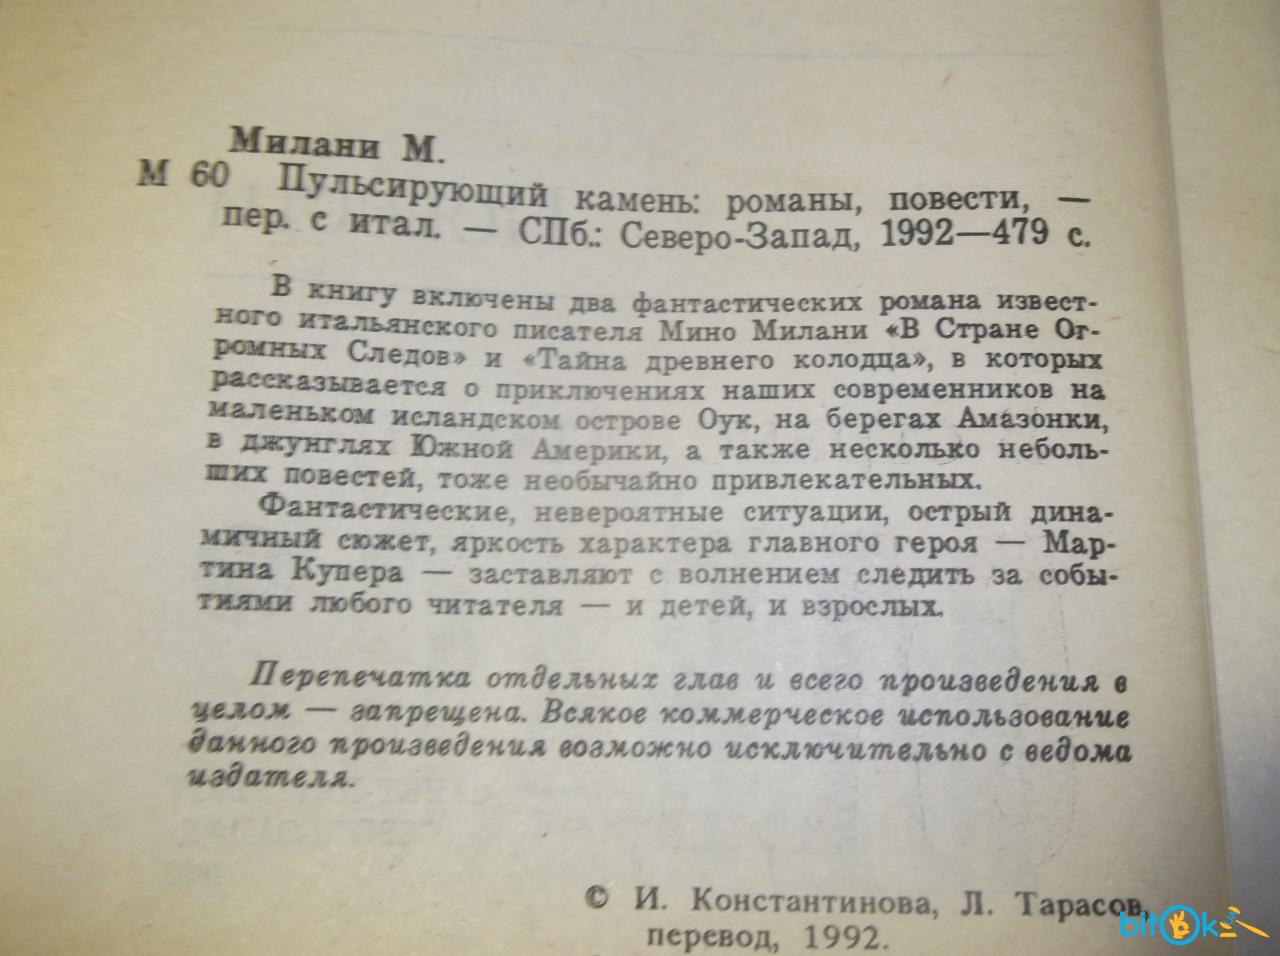 Милани М.
М 60 Пульсирующий камень: романы, повести, —
пер. с итал. — СПб.: Северо-Запад, 1992—479 с.
В книгу включены два фантастических романа извест-
ного итальянского писателя Мино Милани «В Стране Ог-
ромных Следов» и «Тайна древнего колодца», в которых
рассказывается о приключениях наших современников на
маленьком исландском острове Оук, на берегах Амазонки,
в джунглях Южной Америки, а также несколько неболь-
ших повестей, тоже необычайно привлекательных.
Фантастические, невероятные ситуации, острый дина-
мичный сюжет, яркость характера главного героя — Мар-
тина Купера — заставляют с волнением следить за собы-
тиями любого читателя — и детей, и взрослых.
Перепечатка отдельных глав и всего произведения в
целом — запрещена. Всякое коммерческое использование
данного произведения возможно исключительно с ведома
издателя.
© И. Константинова, Л. Тарасов,
перевод, 1992.
bitOk